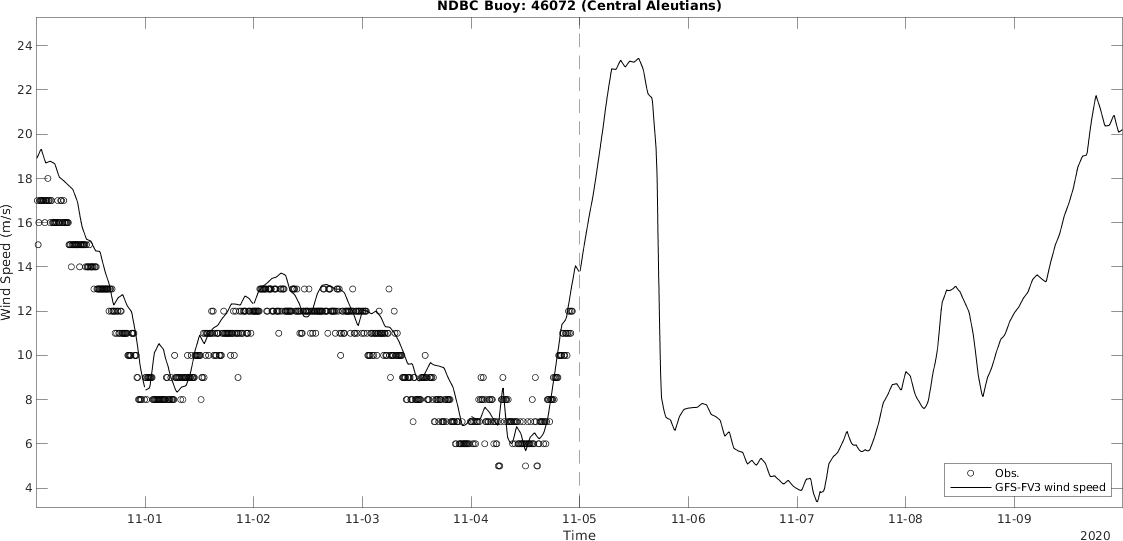 NDBC Buoy: 46072 (Central Aleutians)
24
22
20
18
16
14
12
10
8
6
4
Wind Speed (m/s)
Obs.
GFS-FV3 wind speed
11-01 11-02 11-03 11-04 11-05 11-06 11-07 11-08 11-09
Time
2020